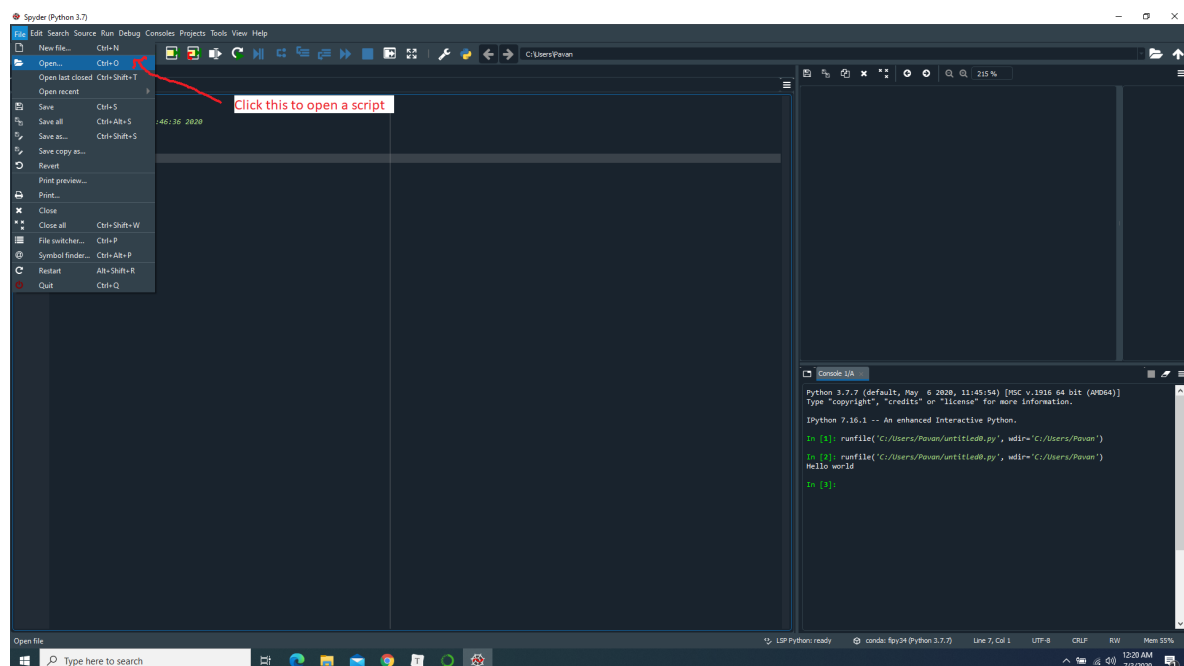 Spyder (Python 3.7)
File Edit Search Source Run Debug Consoles Projects Tools View Help
New file... Ctrl+N
Open... Ctrl+O
Open last closed Ctrl+Shift+T
Open recent
Save Ctrl+S
Save all Ctrl+Alt+S
Save as... Ctrl+Shift+S
Save copy as...
Revert
Print preview...
Print...
Close
Close all Ctrl+Shift+W
File switcher... Ctrl+P
Symbol finder... Ctrl+Alt+P
Restart Alt+Shift+R
Quit Ctrl+Q
C:\Users\Pavan
Click this to open a script
:46:36 2020
215 %
Console 1/A
Python 3.7.7 (default, May 6 2020, 11:45:54) [MSC v.1916 64 bit (AMD64)]
Type "copyright", "credits" or "license" for more information.
IPython 7.16.1 -- An enhanced Interactive Python.
In [1]: runfile('C:/Users/Pavan/untitled0.py', wdir='C:/Users/Pavan')
In [2]: runfile('C:/Users/Pavan/untitled0.py', wdir='C:/Users/Pavan')
Hello world
In [3]:
Open file
LSP Python: ready conda: fipy34 (Python 3.7.7) Line 7, Col 1 UTF-8 CRLF RW Mem 55%
Type here to search
12:20 AM
7/3/2020